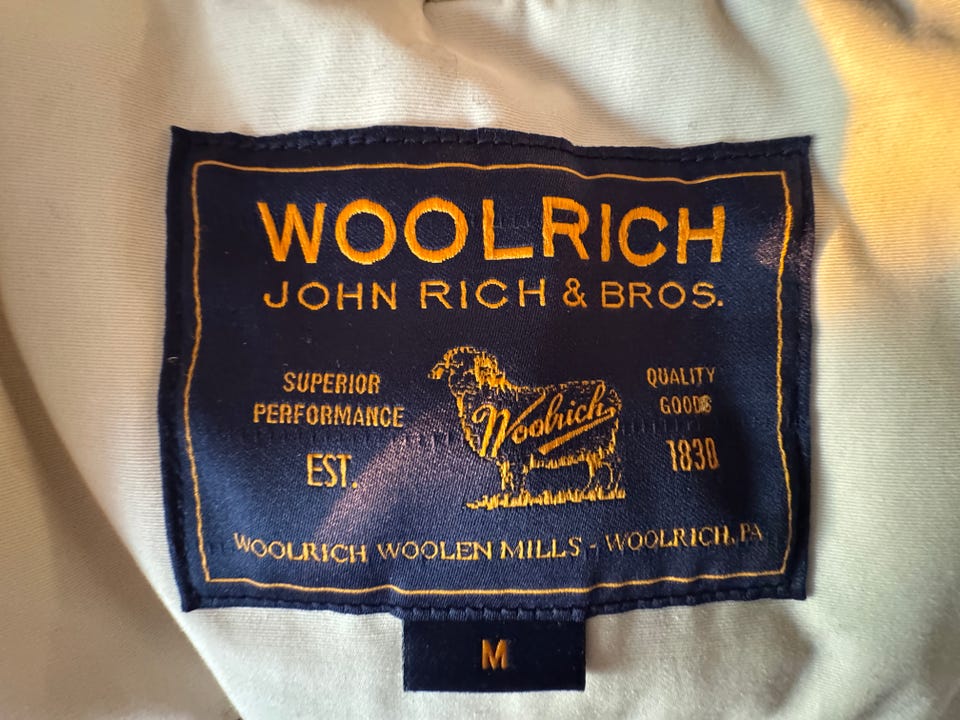 WOOLRICH
JOHN RICH & BROS.
SUPERIOR
PERFORMANCE
EST.
Woolrich
QUALITY
GOODS
1830
WOOLRICH WOOLEN MILLS - WOOLRICH, PA
M